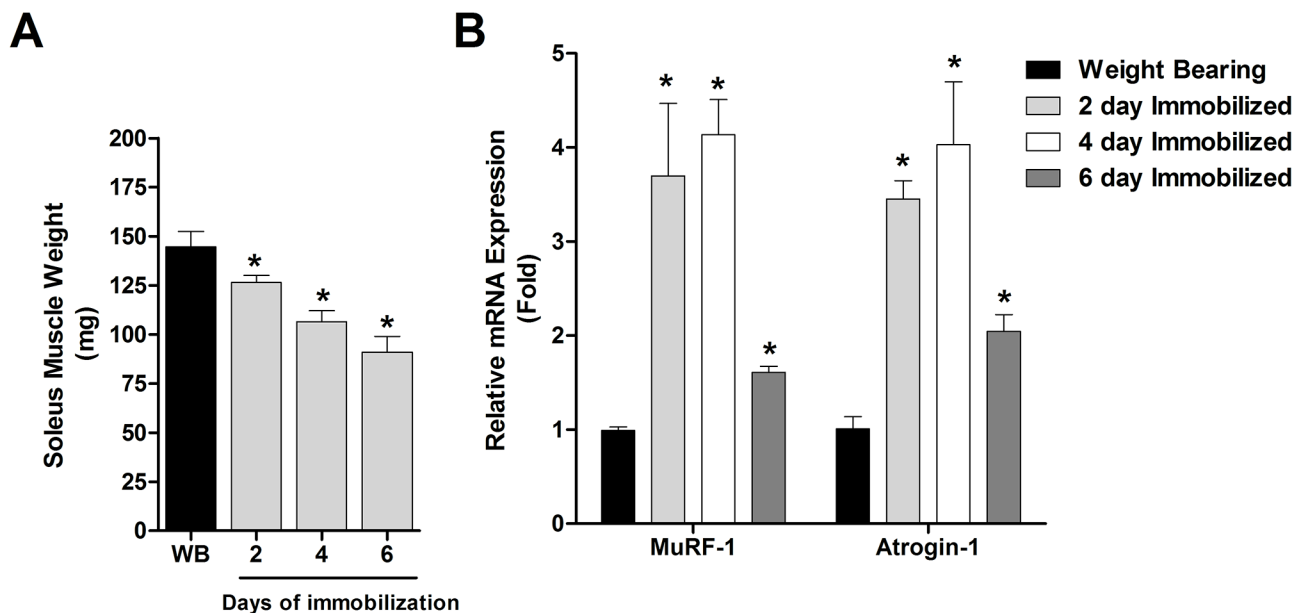 A
Soleus Muscle Weight
(mg)
200
175
150
125
100
75
50
25
0
* * *
WB 2 4 6
Days of immobilization
B
Relative mRNA Expression
(Fold)
5
4
3
2
1
0
* * * * * *
MuRF-1 Atrogin-1
Weight Bearing
2 day Immobilized
4 day Immobilized
6 day Immobilized